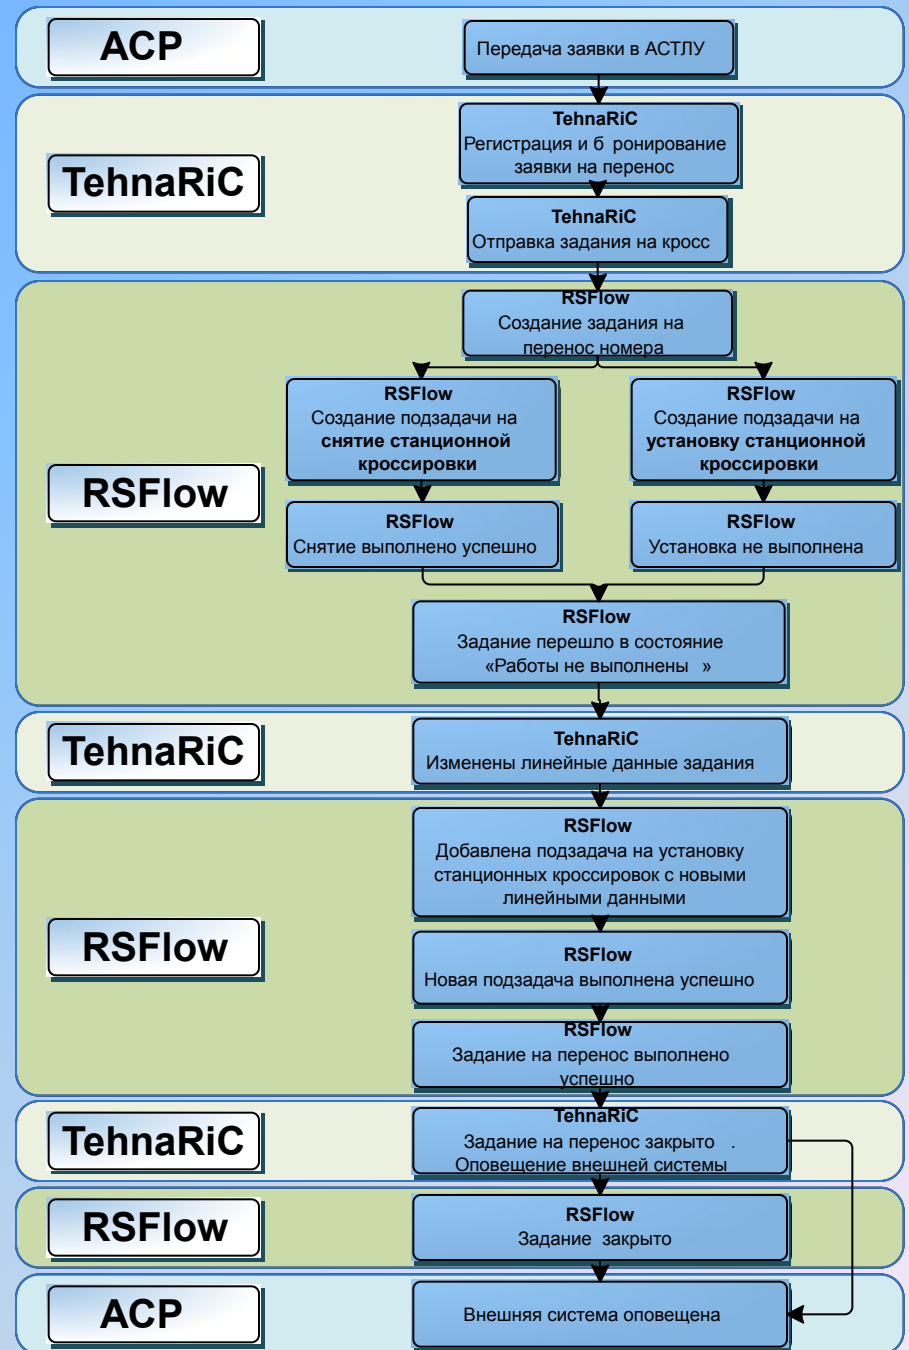 АСР
Передача заявки в АСТЛУ
TehnaRiC
TehnaRiC
Регистрация и б ронирование
заявки на перенос
TehnaRiC
Отправка задания на кросс
RSFlow
RSFlow
Создание задания на
перенос номера
RSFlow
Создание подзадачи на
снятие станционной
кроссировки
RSFlow
Создание подзадачи на
установку станционной
кроссировки
RSFlow
Снятие выполнено успешно
RSFlow
Установка не выполнена
RSFlow
Задание перешло в состояние
«Работы не выполнены »
TehnaRiC
TehnaRiC
Изменены линейные данные задания
RSFlow
RSFlow
Добавлена подзадача на установку
станционных кроссировок с новыми
линейными данными
RSFlow
Новая подзадача выполнена успешно
RSFlow
Задание на перенос выполнено
успешно
TehnaRiC
TehnaRiC
Задание на перенос закрыто .
Оповещение внешней системы
RSFlow
RSFlow
Задание закрыто
АСР
Внешняя система оповещена